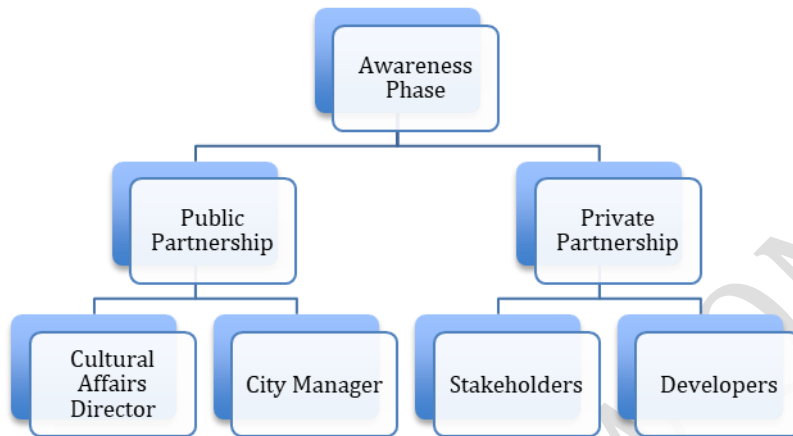 Awareness
Phase
Public
Partnership
Private
Partnership
Cultural
Affairs
Director
City Manager
Stakeholders
Developers